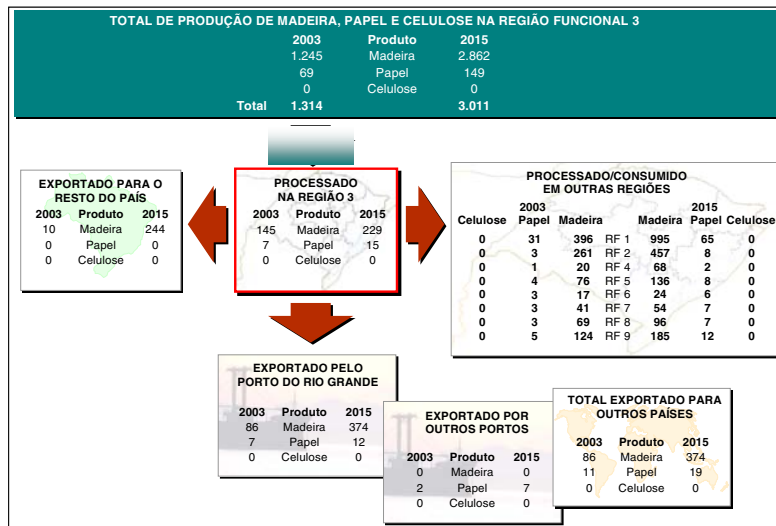 TOTAL DE PRODUÇÃO DE MADEIRA, PAPEL E CELULOSE NA REGIÃO FUNCIONAL 3
2003 Produto 2015
1.245 Madeira 2.862
69 Papel 149
0 Celulose 0
Total 1.314 3.011
EXPORTADO PARA O
RESTO DO PAÍS
2003 Produto 2015
10 Madeira 244
0 Papel 0
0 Celulose 0
PROCESSADO
NA REGIÃO 3
2003 Produto 2015
145 Madeira 229
7 Papel 15
0 Celulose 0
PROCESSADO/CONSUMIDO
EM OUTRAS REGIÕES
2003 2015
Celulose Papel Madeira Madeira Papel Celulose
0 31 396 RF 1 995 65 0
0 3 261 RF 2 457 8 0
0 1 20 RF 4 68 2 0
0 4 76 RF 5 136 8 0
0 3 17 RF 6 24 6 0
0 3 41 RF 7 54 7 0
0 3 69 RF 8 96 7 0
0 5 124 RF 9 185 12 0
EXPORTADO PELO
PORTO DO RIO GRANDE
2003 Produto 2015
86 Madeira 374
7 Papel 12
0 Celulose 0
EXPORTADO POR
OUTROS PORTOS
2003 Produto 2015
0 Madeira 0
2 Papel 7
0 Celulose 0
TOTAL EXPORTADO PARA
OUTROS PAÍSES
2003 Produto 2015
86 Madeira 374
11 Papel 19
0 Celulose 0